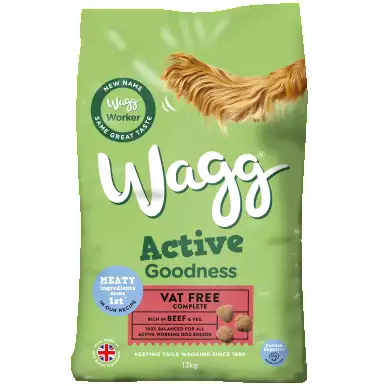 NEW NAME
Wagg
Worker
SAME GREAT TASTE
Wagg
Active
Goodness
MEATY
ingredients
come
1st
IN OUR RECIPE
VAT FREE
COMPLETE
RICH IN BEEF & VEG
100% BALANCED FOR ALL
ACTIVE WORKING DOG BREEDS
KEEPING TAILS WAGGING SINCE 1986
12kg